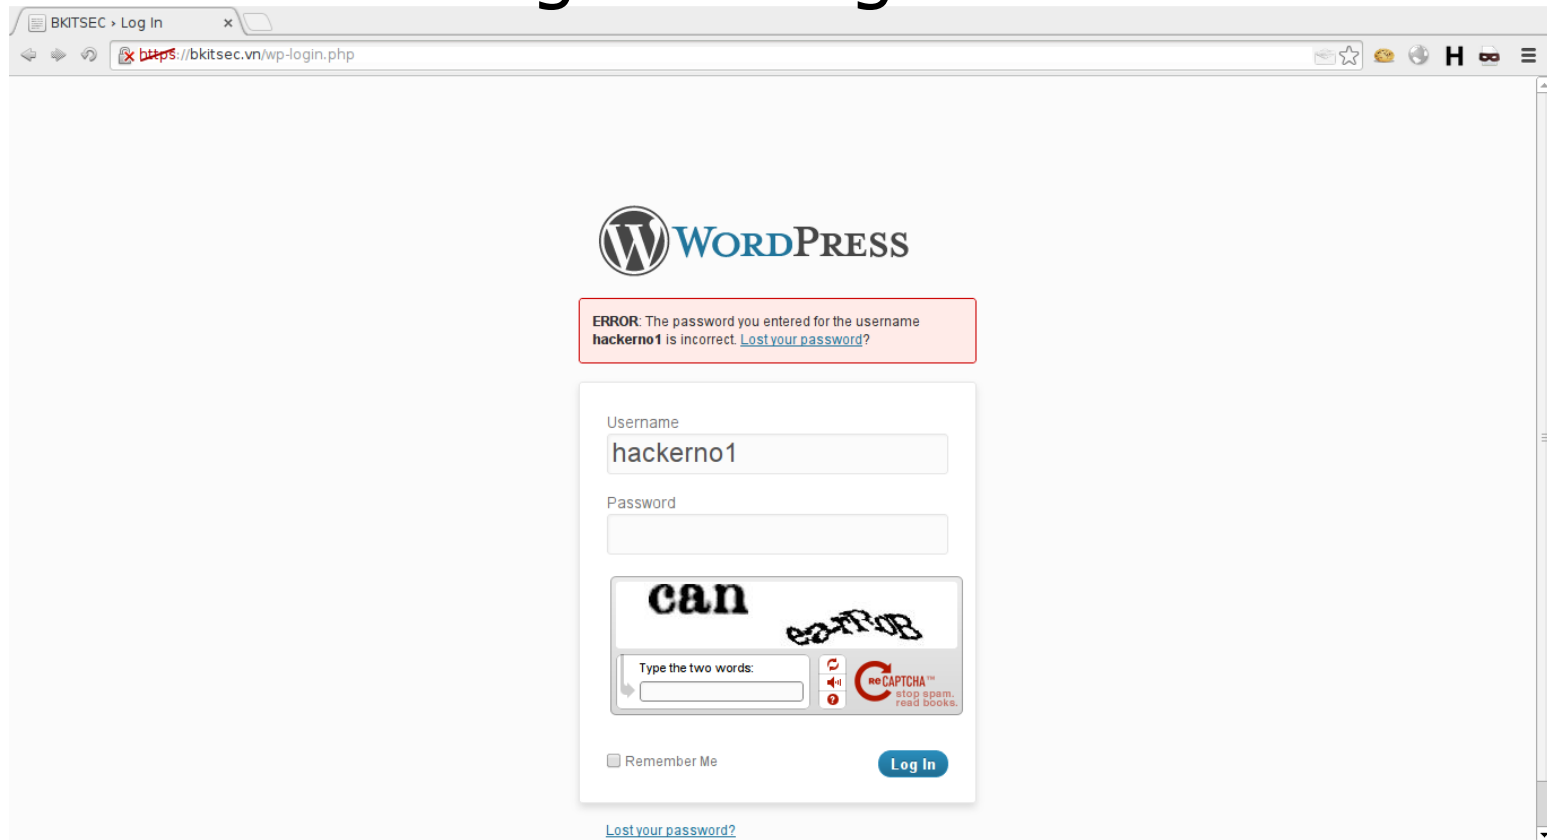 BKITSEC › Log In
https://bkitsec.vn/wp-login.php
H
WORDPRESS
ERROR: The password you entered for the username
hackerno1 is incorrect. Lost your password?
Username
hackerno1
Password
can
Type the two words:
reCAPTCHA™
stop spam.
read books.
Remember Me
Log In
Lost your password?